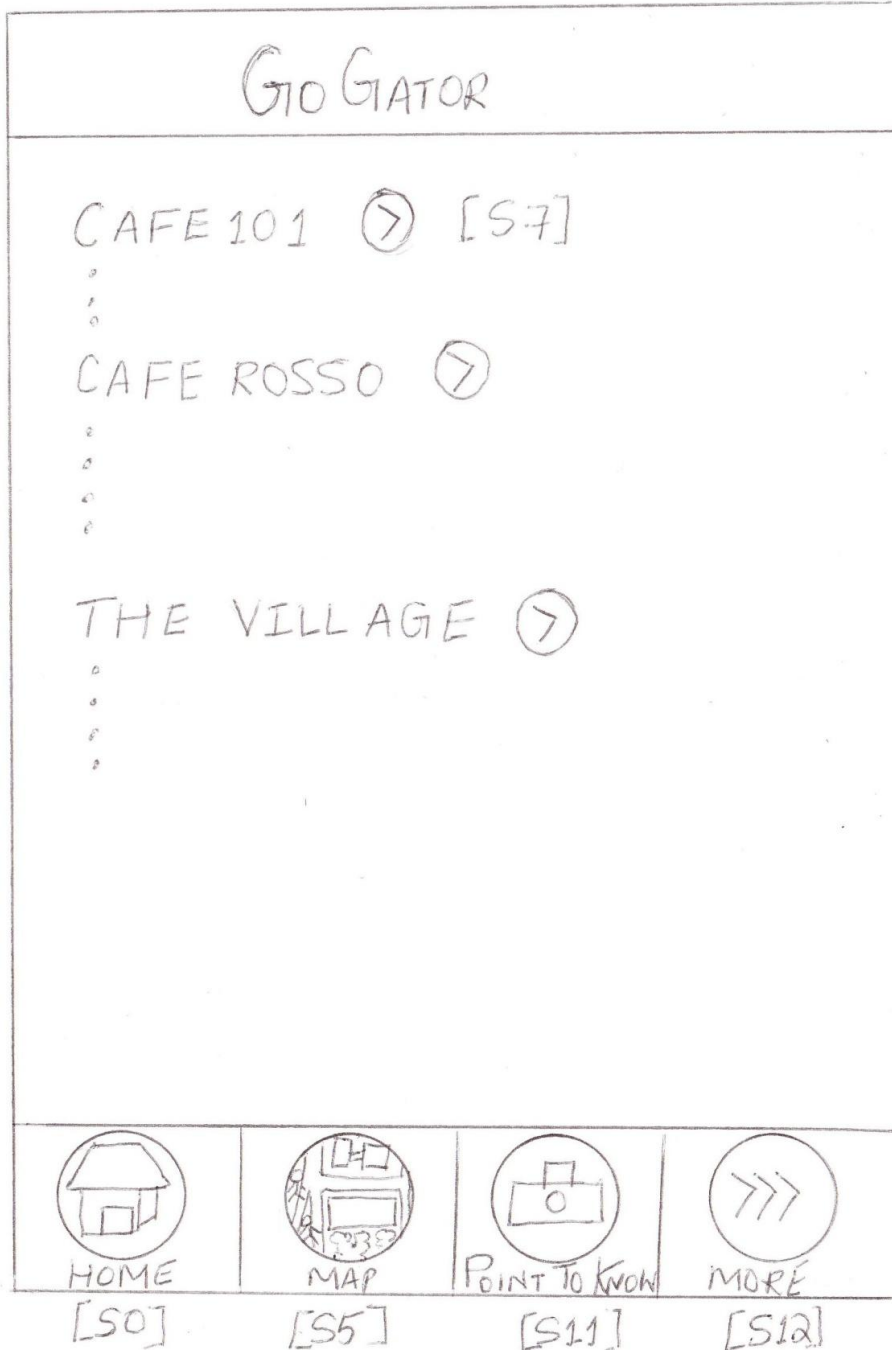 GO GATOR
CAFE 101 > [S7]
CAFE ROSSO >
THE VILLAGE >
>>>
HOME MAP POINT TO KNOW MORE
[S0] [S5] [S11] [S12]